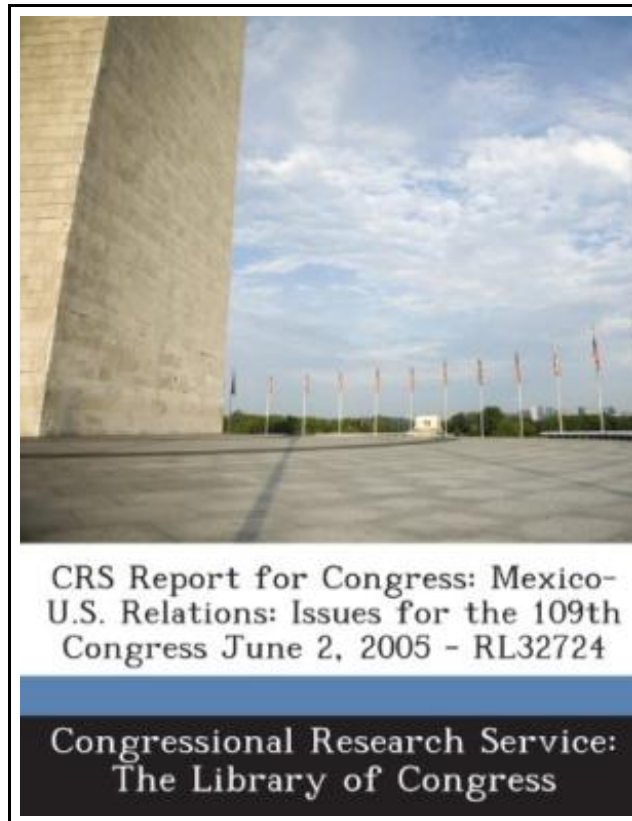 CRS Report for Congress: Mexico-
U.S. Relations: Issues for the 109th
Congress June 2, 2005 - RL32724
Congressional Research Service:
The Library of Congress